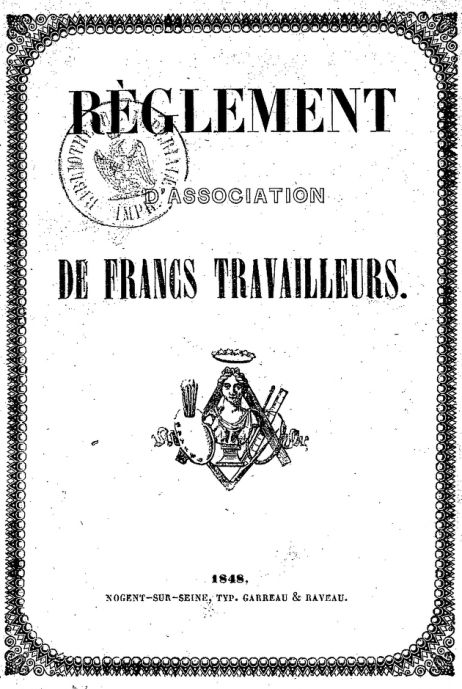 RÈGLEMENT
D'ASSOCIATION
DE FRANCS TRAVAILLEURS.
1848.
NOGENT-SUR-SEINE, TYP. GARREAU & RAVEAU.